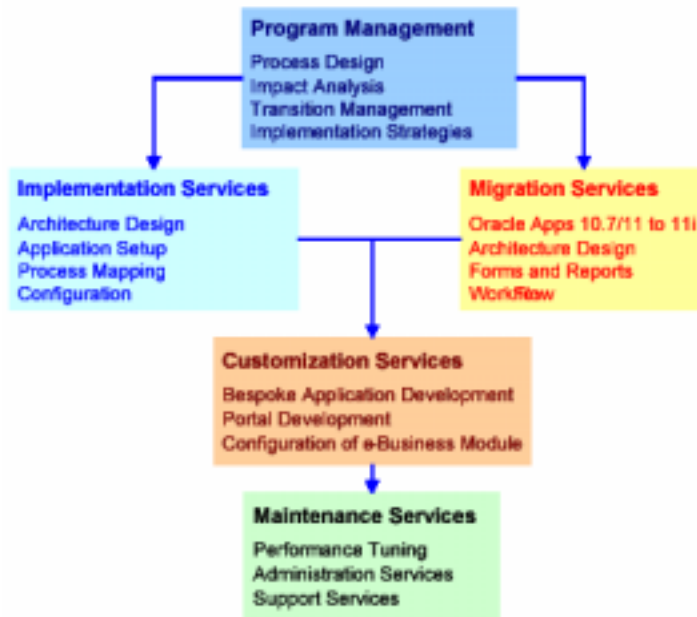 Program Management
Process Design
Impact Analysis
Transition Management
Implementation Strategies
Implementation Services
Architecture Design
Application Setup
Process Mapping
Configuration
Migration Services
Oracle Apps 10.7/11 to 11i
Architecture Design
Forms and Reports
Workflow
Customization Services
Bespoke Application Development
Portal Development
Configuration of e-Business Module
Maintenance Services
Performance Tuning
Administration Services
Support Services